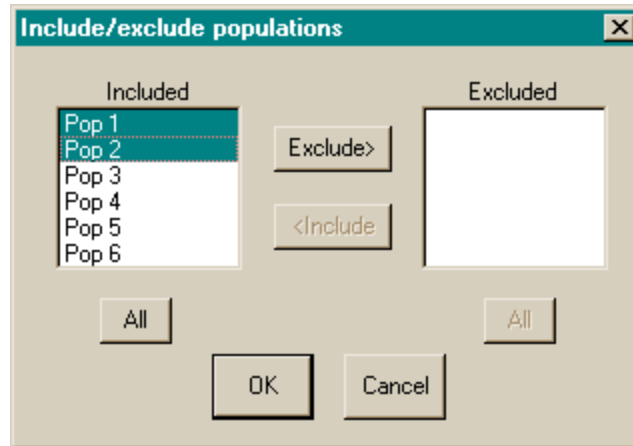 Include/exclude populations
Included
Excluded
Pop 1
Pop 2
Pop 3
Pop 4
Pop 5
Pop 6
Exclude>
<Include
All
All
OK
Cancel